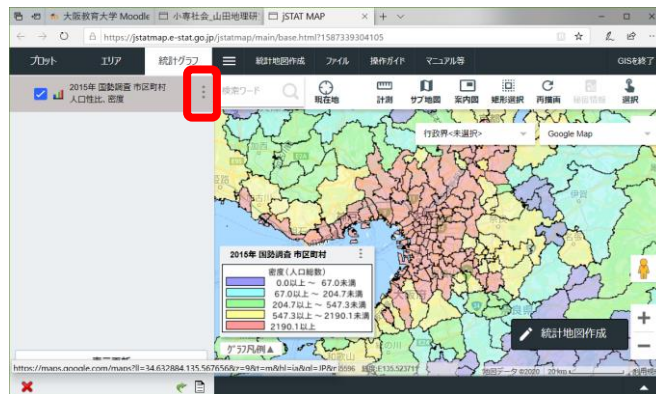 大阪教育大学 Moodle
小専社会_山田地理研
jSTAT MAP
https://jstatmap.e-stat.go.jp/jstatmap/main/base.html?1587339304105
プロット
エリア
統計グラフ
統計地図作成
ファイル
操作ガイド
マニュアル等
GISを終了
2015年 国勢調査 市区町村
人口性比、密度
検索ワード
現在地
計測
サブ地図
案内図
矩形選択
再描画
選択
行政界<未選択>
Google Map
2015年 国勢調査 市区町村
密度(人口総数)
0.0以上 ～ 67.0未満
67.0以上 ～ 204.7未満
204.7以上 ～ 547.3未満
547.3以上 ～ 2190.1未満
2190.1以上
グラフ凡例▲
統計地図作成
地図データ ©2020
20 km